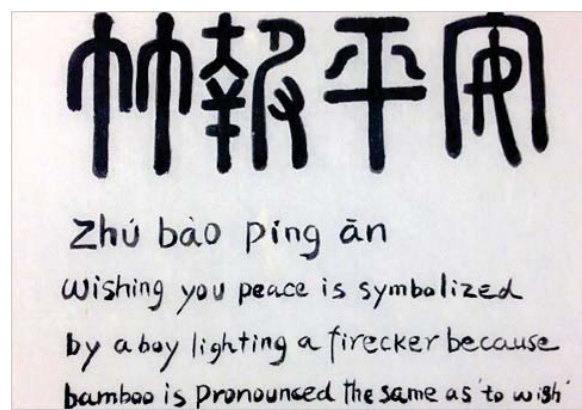 竹報平安
Zhú bào píng ān
Wishing you peace is symbolized
by a boy lighting a firecker because
bamboo is pronounced the same as 'to wish'